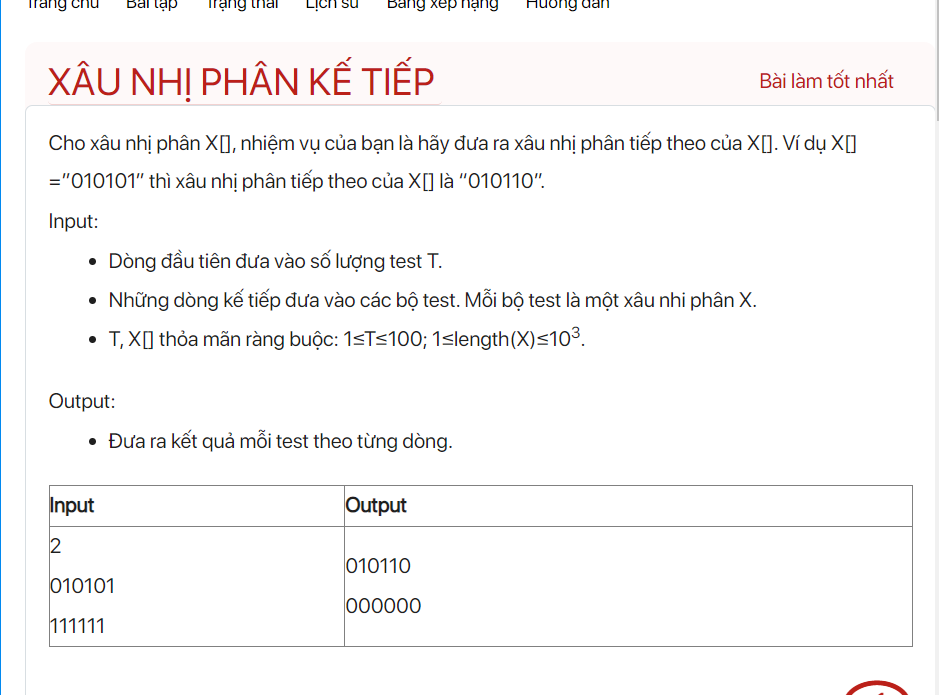 Trang chủ Bài tập Trạng thái Lịch sử Bảng xếp hạng Hướng dẫn
XÂU NHỊ PHÂN KẾ TIẾP
Bài làm tốt nhất
Cho xâu nhị phân X[], nhiệm vụ của bạn là hãy đưa ra xâu nhị phân tiếp theo của X[]. Ví dụ X[]
="010101" thì xâu nhị phân tiếp theo của X[] là “010110”.
Input:
• Dòng đầu tiên đưa vào số lượng test T.
• Những dòng kế tiếp đưa vào các bộ test. Mỗi bộ test là một xâu nhi phân X.
• T, X[] thỏa mãn ràng buộc: 1≤T≤100; 1≤length(X)≤10³.
Output:
• Đưa ra kết quả mỗi test theo từng dòng.
Input Output
2
010101
111111
010110
000000